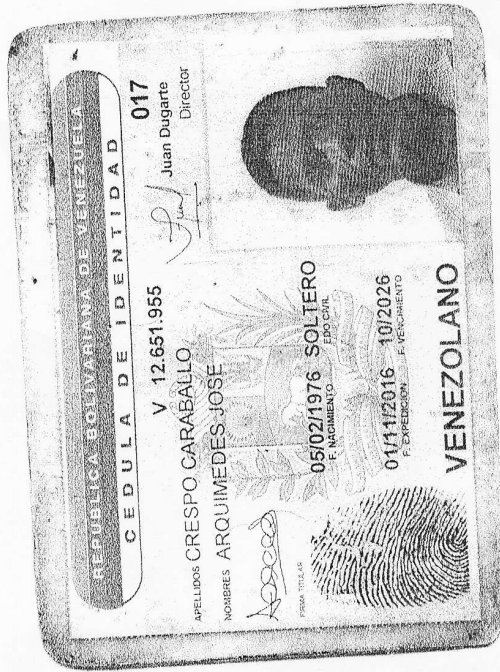 REPÚBLICA BOLIVARIANA DE VENEZUELA
CEDULA DE IDENTIDAD
V 12.651.955
017
APELLIDOS CRESPO CARABALLO
Juan Dugarte
Director
NOMBRES ARQUIMEDES JOSE
FIRMA TITULAR
05/02/1976 SOLTERO
F. NACIMIENTO EDO CIVIL
01/11/2016 10/2026
F. EXPEDICION F. VENCIMIENTO
VENEZOLANO